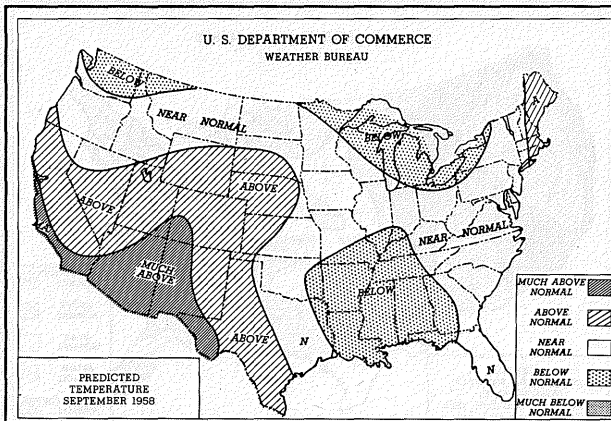 U. S. DEPARTMENT OF COMMERCE
WEATHER BUREAU
BELOW
NEAR NORMAL
BELOW
A
ABOVE
ABOVE
NEAR NORMAL
A
MUCH
ABOVE
BELOW
ABOVE
N
N
MUCH ABOVE
NORMAL
ABOVE
NORMAL
NEAR
NORMAL
BELOW
NORMAL
MUCH BELOW
NORMAL
PREDICTED
TEMPERATURE
SEPTEMBER 1958